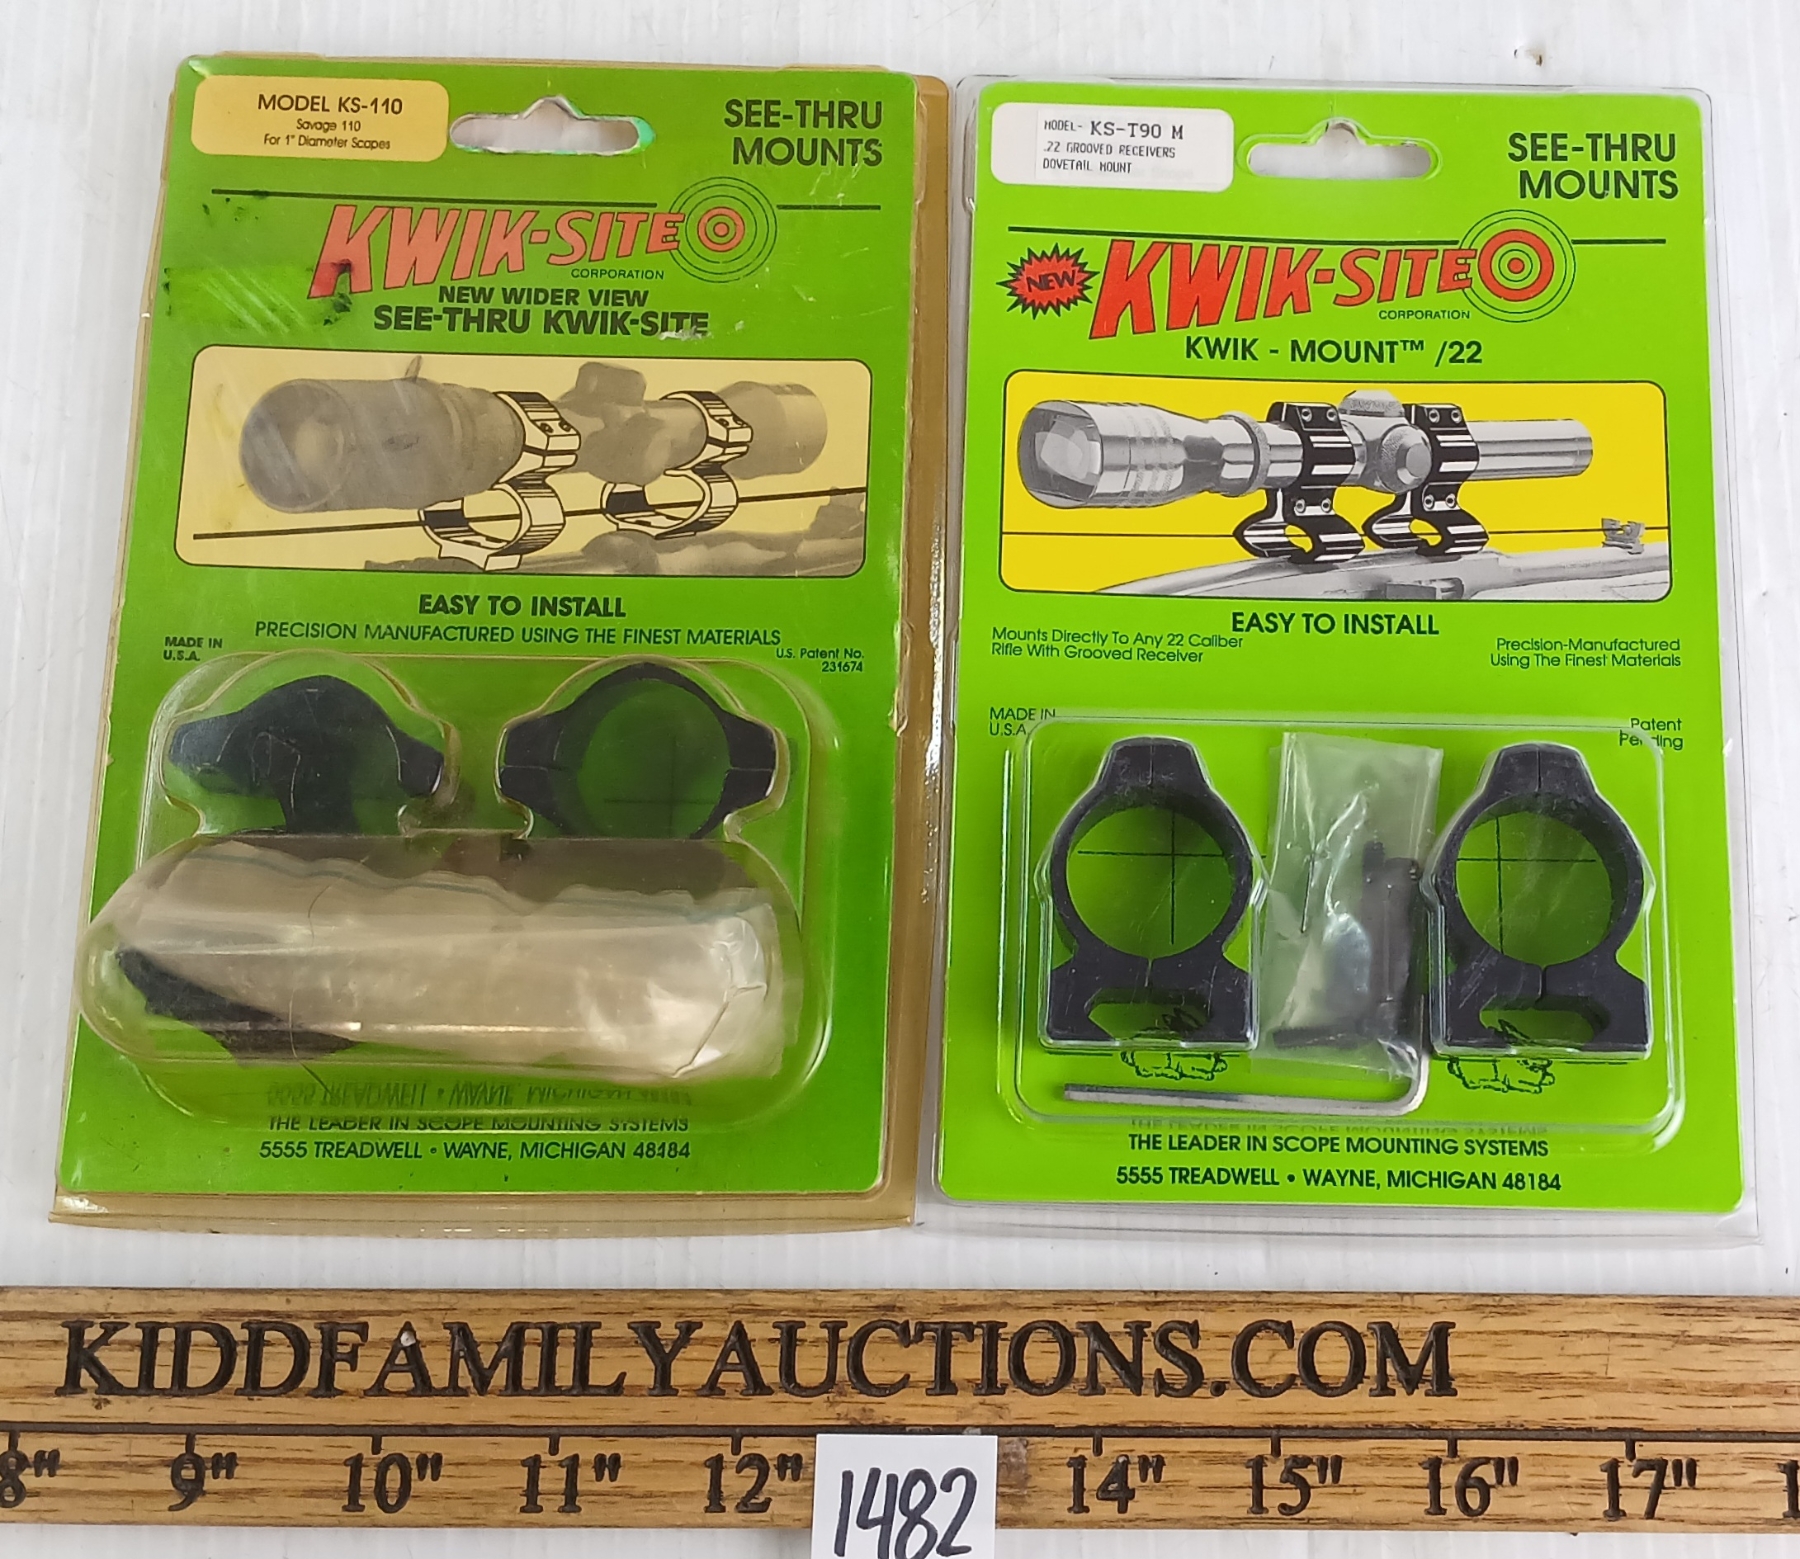 MODEL KS-110
Savage 110
For 1" Diameter Scopes
SEE-THRU
MOUNTS
KWIK-SITE
CORPORATION
NEW WIDER VIEW
SEE-THRU KWIK-SITE
EASY TO INSTALL
PRECISION MANUFACTURED USING THE FINEST MATERIALS
MADE IN
U.S.A.
U.S. Patent No.
231674
THE LEADER IN SCOPE MOUNTING SYSTEMS
5555 TREADWELL • WAYNE, MICHIGAN 48484
MODEL- KS-T90 M
.22 GROOVED RECEIVERS
DOVETAIL MOUNT
SEE-THRU
MOUNTS
NEW
KWIK-SITE
CORPORATION
KWIK - MOUNT™ /22
EASY TO INSTALL
Mounts Directly To Any 22 Caliber
Rifle With Grooved Receiver
Precision-Manufactured
Using The Finest Materials
MADE IN
U.S.A.
Patent
Pending
THE LEADER IN SCOPE MOUNTING SYSTEMS
5555 TREADWELL • WAYNE, MICHIGAN 48184
KIDDFAMILYAUCTIONS.COM
8" 9" 10" 11" 12" 14" 15" 16" 17"
1482